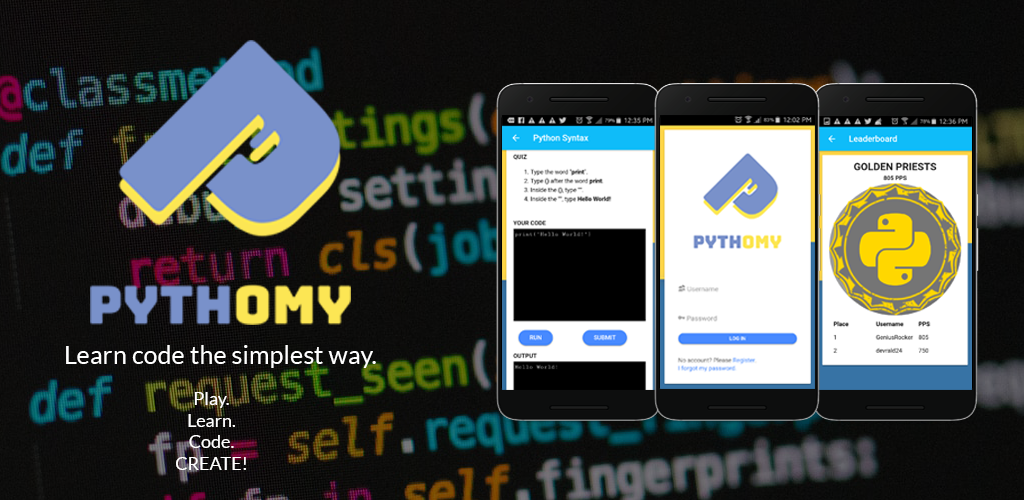 @classmethod
def
tings(
debu
settin
return cls(job
def request_seen(
fp = self.request_
self.fingerprints:
PYTHOMY
Learn code the simplest way.
Play.
Learn.
Code.
CREATE!
79% 12:35 PM
Python Syntax
QUIZ
1. Type the word "print".
2. Type () after the word print.
3. Inside the (), type "".
4. Inside the "", type Hello World!
YOUR CODE
print("Hello World!")
RUN
SUBMIT
OUTPUT
Hello World!
12:02 PM
PYTHOMY
Username
Password
LOG IN
No account? Please Register.
I forgot my password.
12:36 PM
Leaderboard
GOLDEN PRIESTS
805 PPS
Place Username PPS
1 GeniusRocker 805
2 devrald24 750